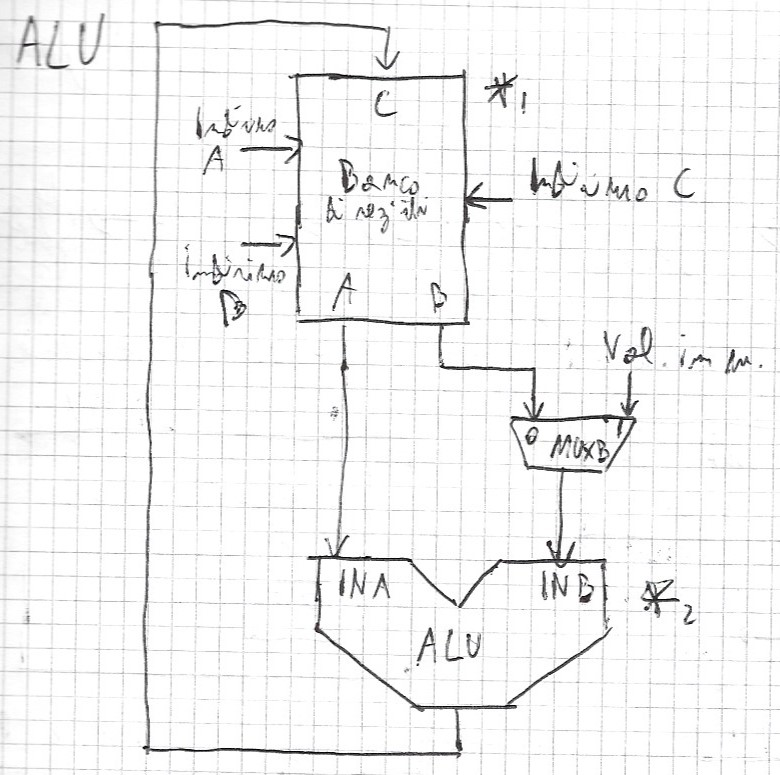 ALU
C
*1
Indirizzo
A
Banco
di registri
Indirizzo C
Indirizzo
B
A
B
Val. imm.
0
MUXB
1
INA
INB
*2
ALU